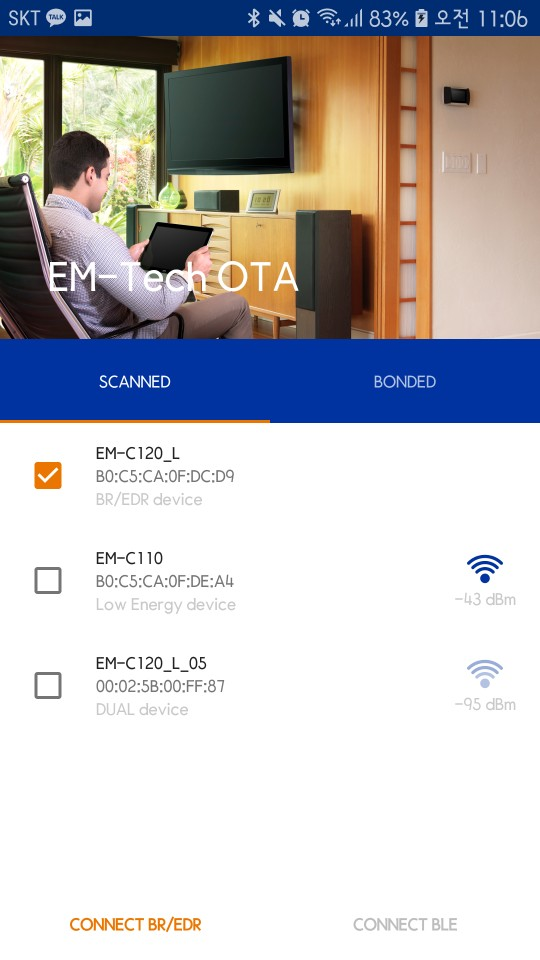 SKT TALK 83% 오전 11:06
EM-Tech OTA
SCANNED BONDED
EM-C120_L
B0:C5:CA:0F:DC:D9
BR/EDR device
EM-C110
B0:C5:CA:0F:DE:A4
Low Energy device
-43 dBm
EM-C120_L_05
00:02:5B:00:FF:87
DUAL device
-95 dBm
CONNECT BR/EDR CONNECT BLE